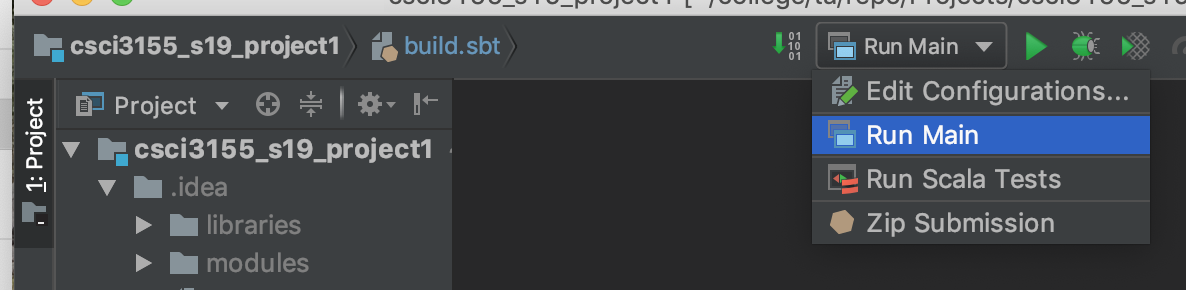 csci3155_s19_project1 build.sbt Run Main
Edit Configurations...
Run Main
Run Scala Tests
Zip Submission
1: Project
Project
csci3155_s19_project1
.idea
libraries
modules